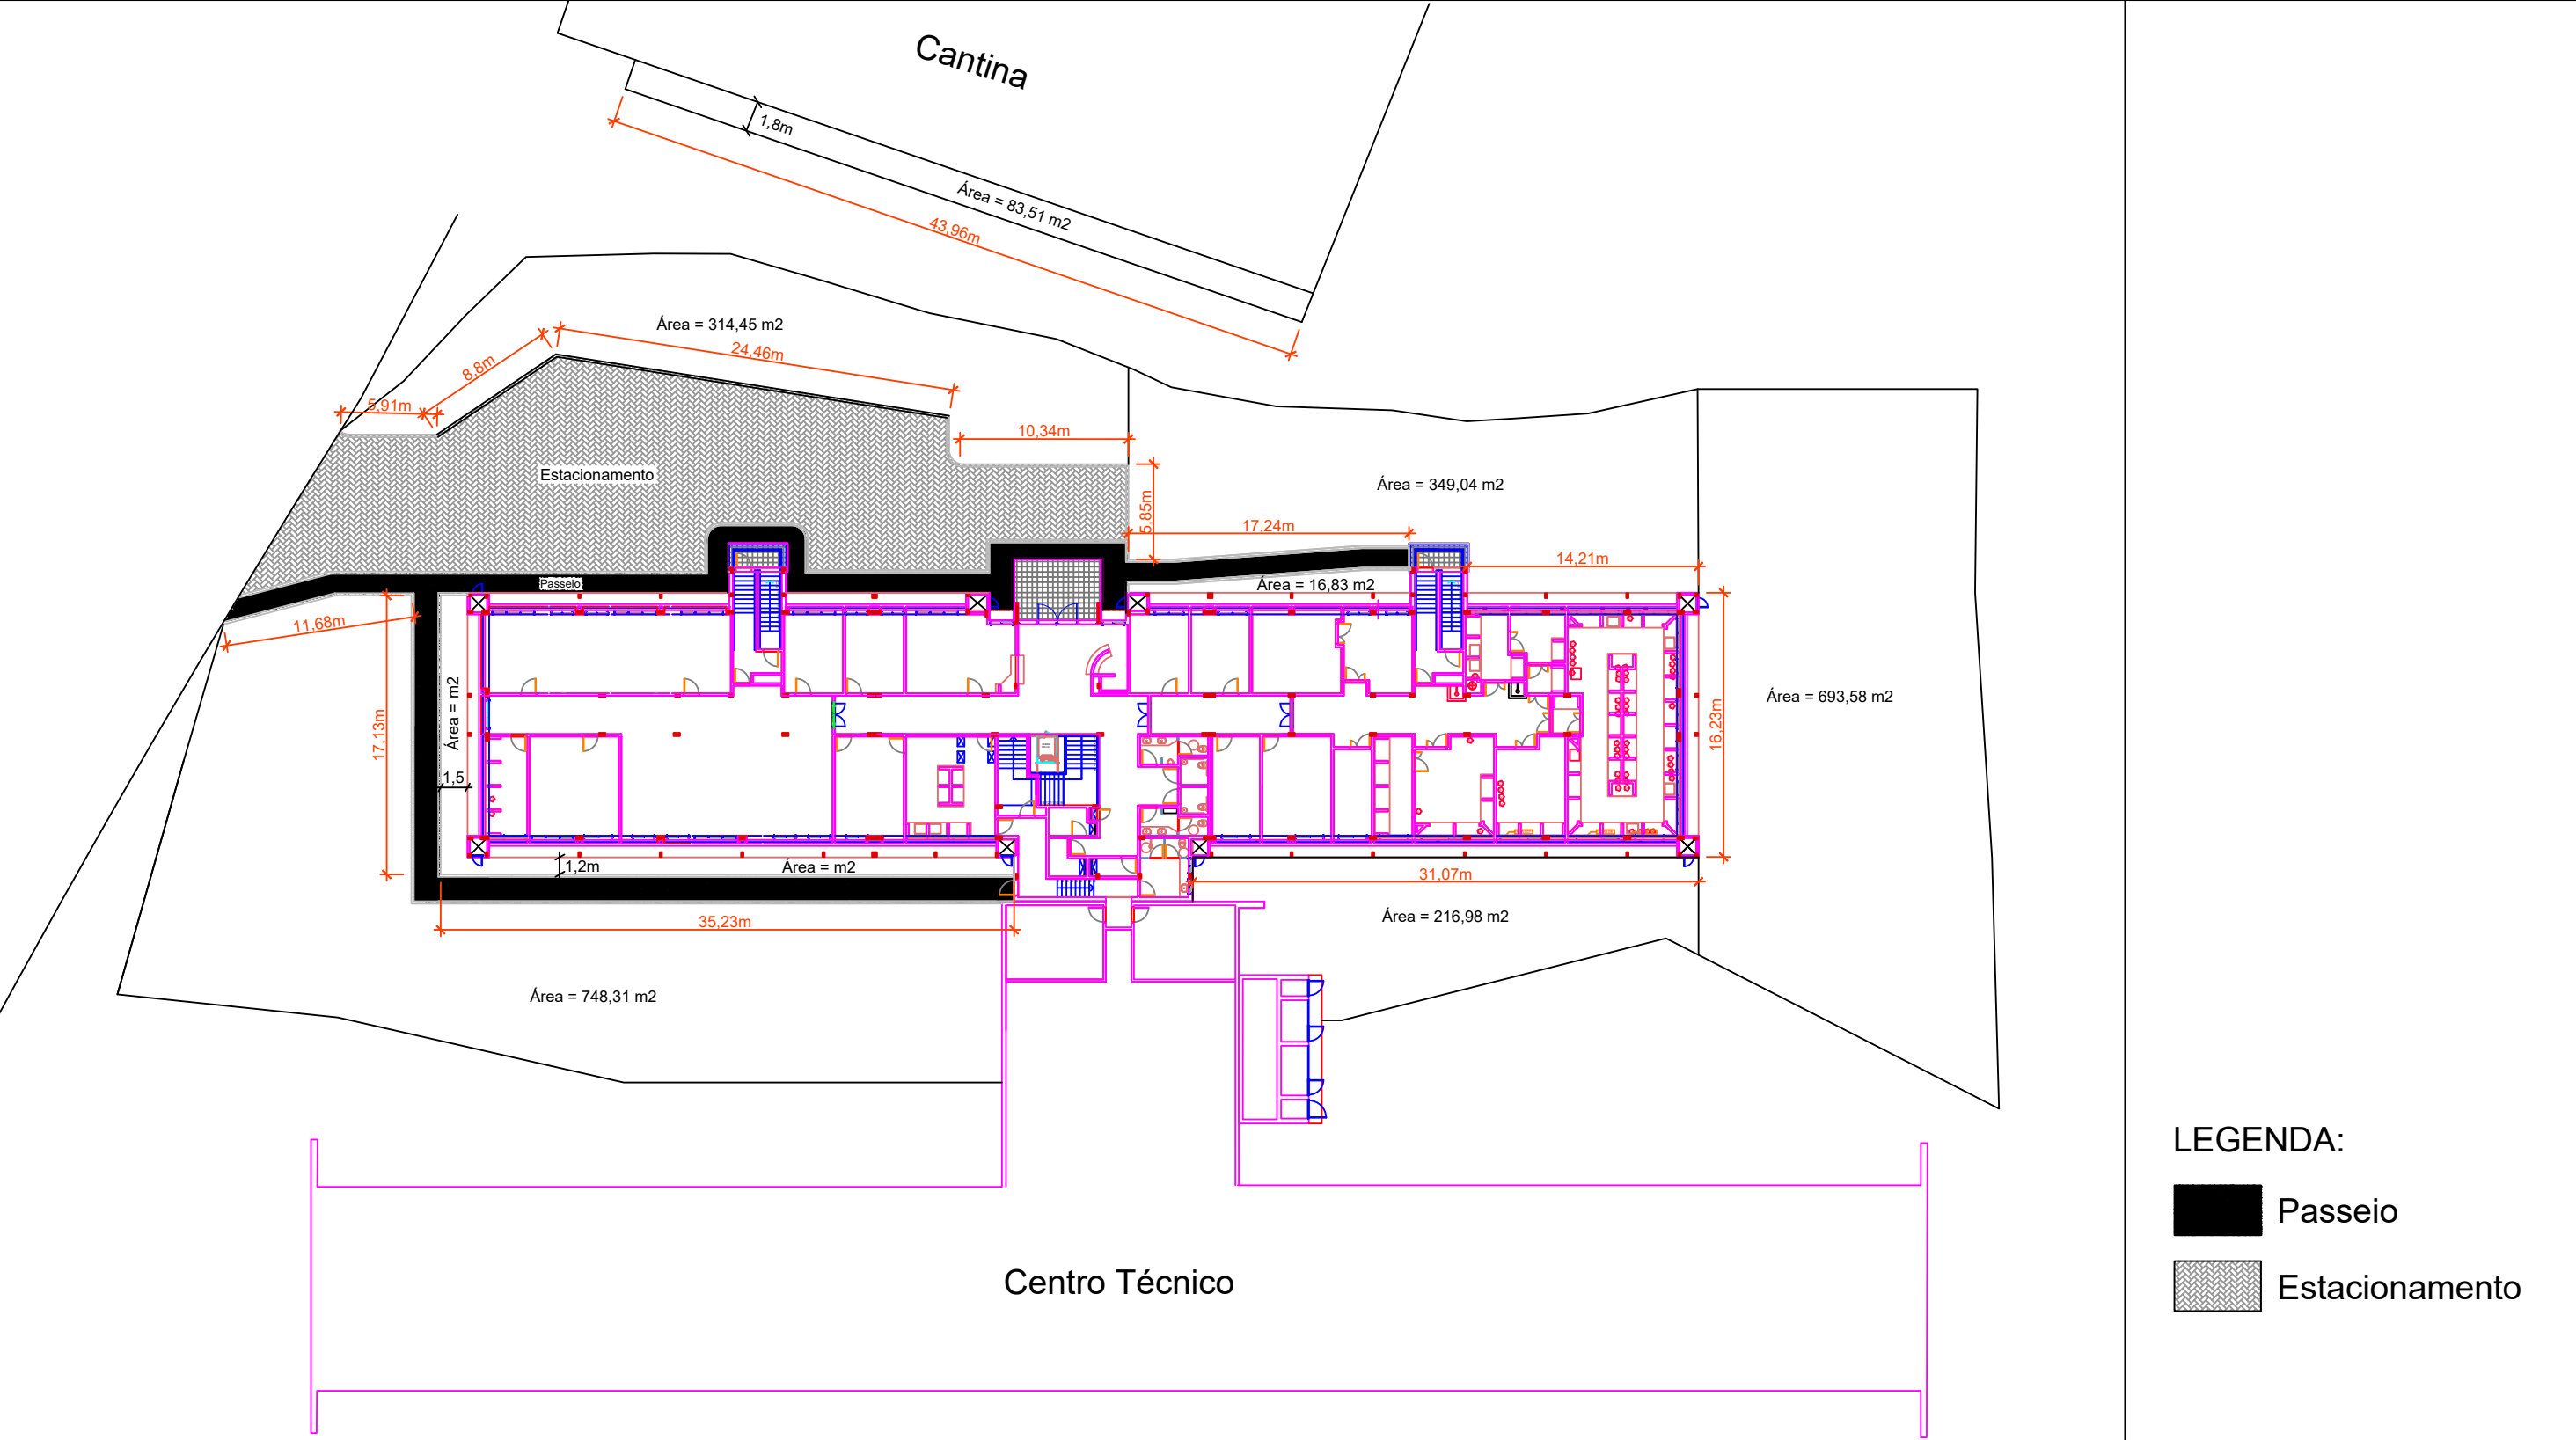 Cantina
1,8m
Área = 83,51 m2
43,96m
Área = 314,45 m2
24,46m
8,8m
5,91m
10,34m
Estacionamento
Área = 349,04 m2
5,85m
17,24m
14,21m
Passeio
Área = 16,83 m2
11,68m
Área = m2
17,13m
1,5
Área = 693,58 m2
16,23m
1,2m
Área = m2
31,07m
35,23m
Área = 216,98 m2
Área = 748,31 m2
LEGENDA:
Passeio
Estacionamento
Centro Técnico